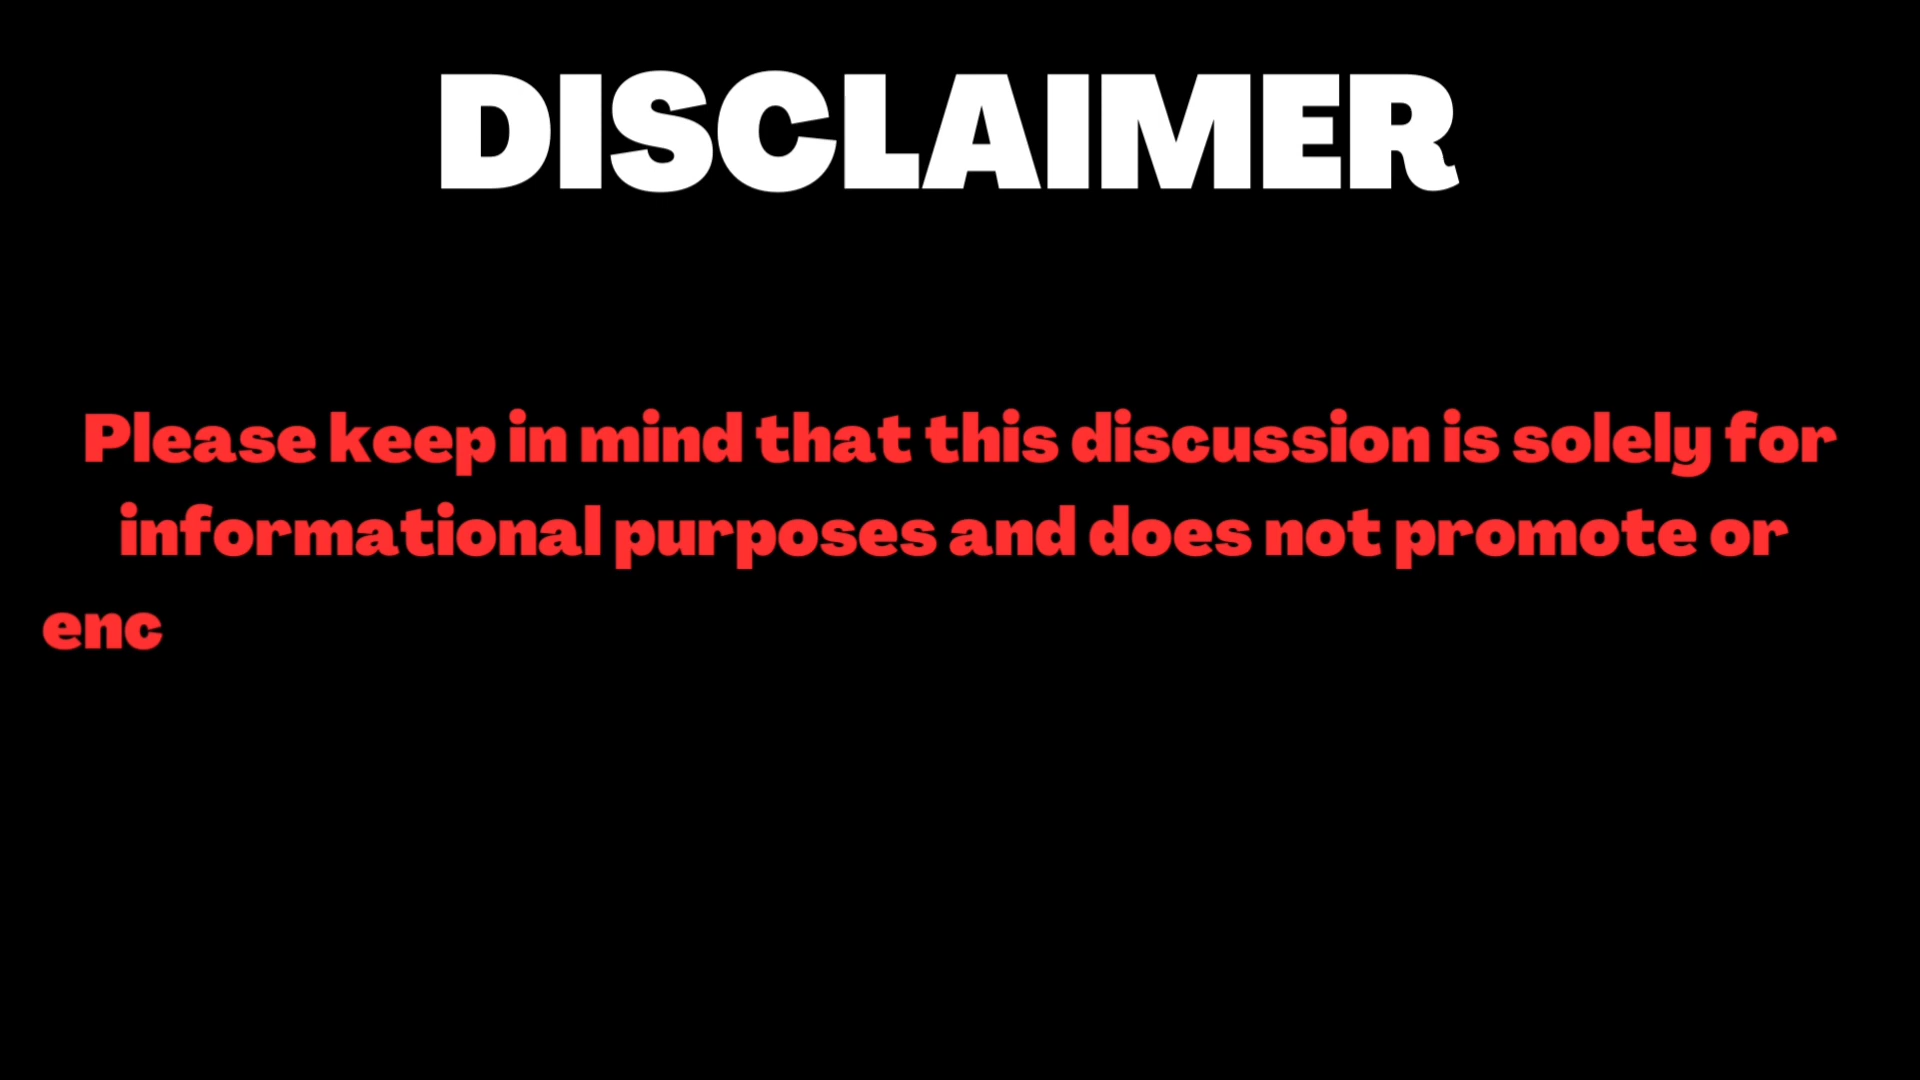 DISCLAIMER
Please keep in mind that this discussion is solely for
informational purposes and does not promote or
enc